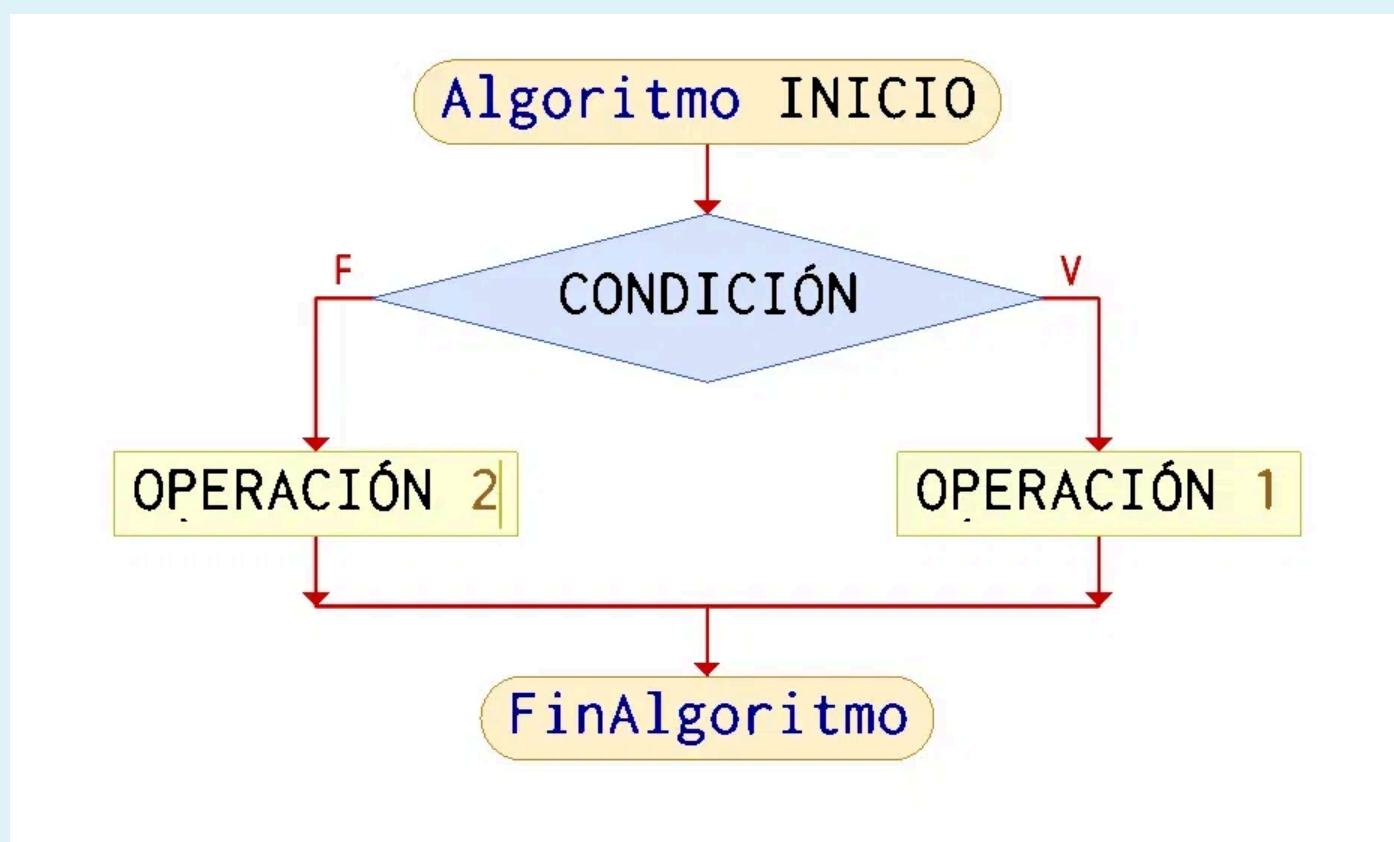 Algoritmo INICIO
F
V
CONDICIÓN
OPERACIÓN 2
OPERACIÓN 1
FinAlgoritmo